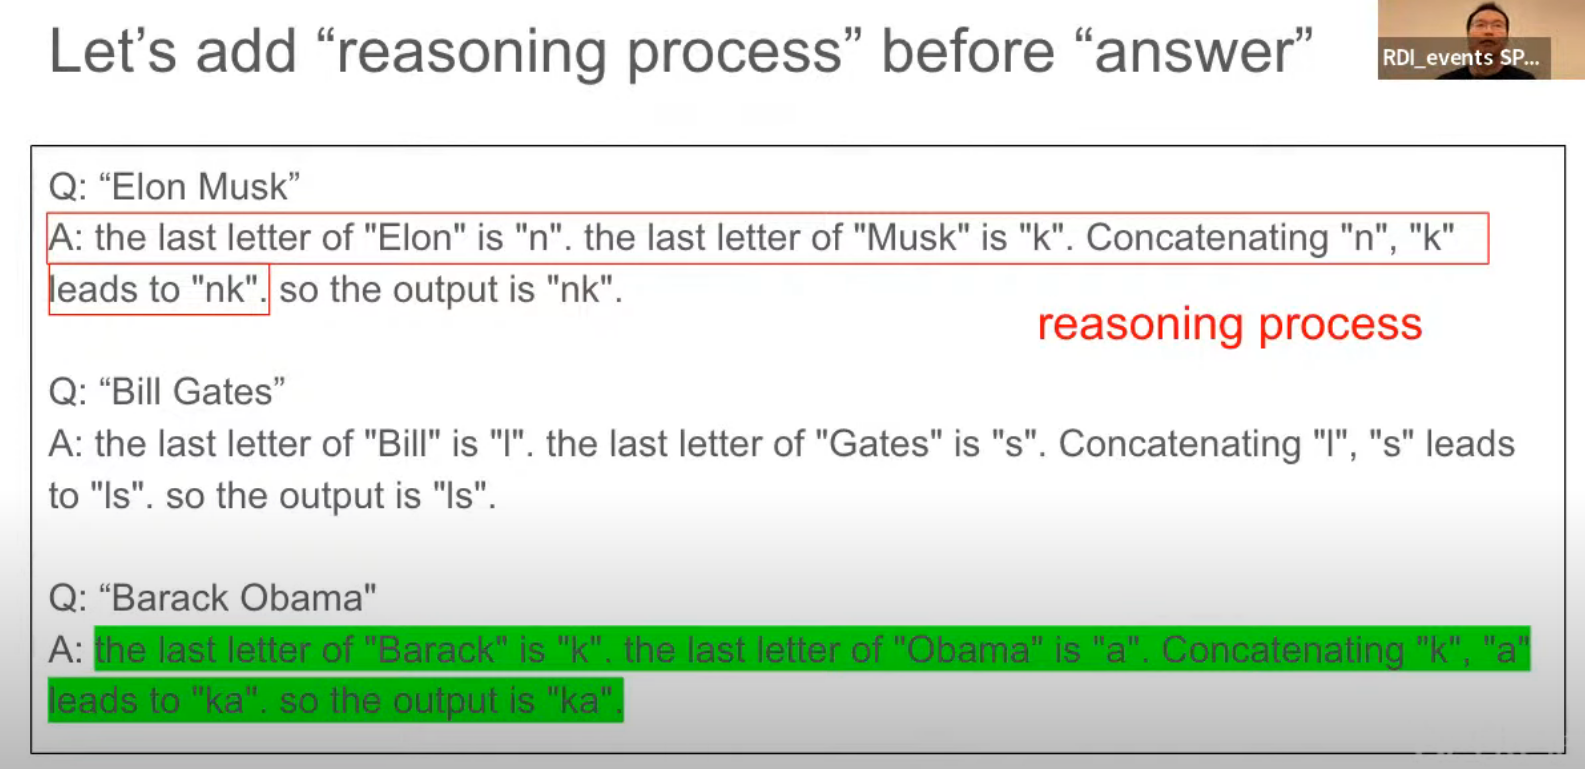 Let’s add “reasoning process” before “answer”
RDI_events SP...
Q: “Elon Musk”
A: the last letter of "Elon" is "n". the last letter of "Musk" is "k". Concatenating "n", "k"
leads to "nk". so the output is "nk".
reasoning process
Q: “Bill Gates”
A: the last letter of "Bill" is "l". the last letter of "Gates" is "s". Concatenating "l", "s" leads
to "ls". so the output is "ls".
Q: “Barack Obama"
A: the last letter of "Barack" is "k". the last letter of "Obama" is "a". Concatenating "k", "a"
leads to "ka". so the output is "ka".